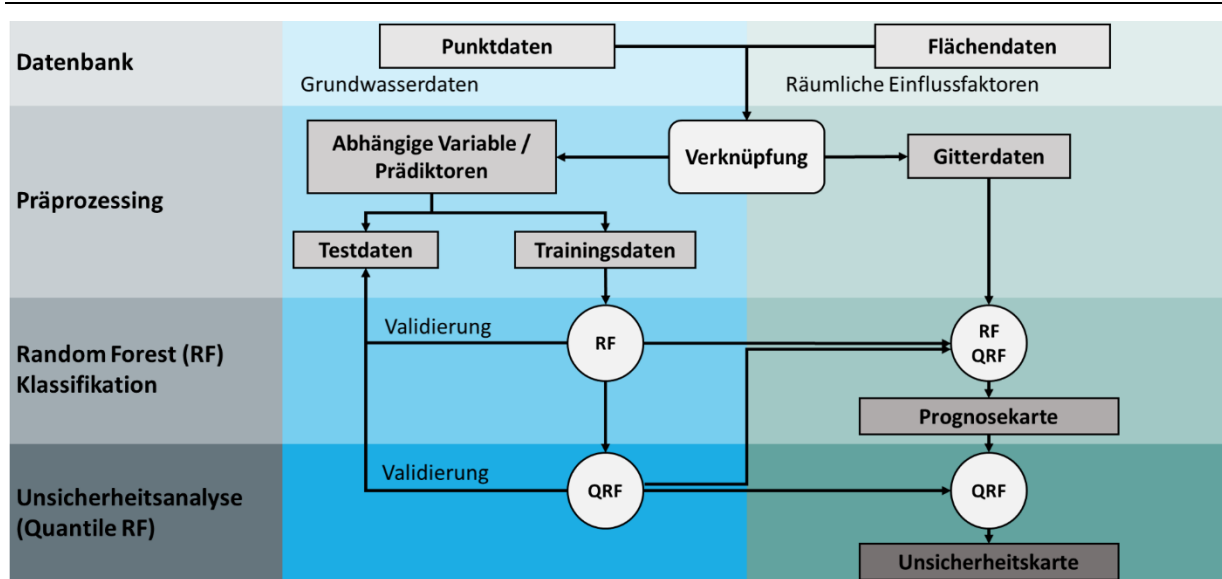 Punktdaten
Flächendaten
Datenbank
Grundwasserdaten
Räumliche Einflussfaktoren
Abhängige Variable /
Prädiktoren
Verknüpfung
Gitterdaten
Präprozessing
Testdaten
Trainingsdaten
Validierung
RF
RF
QRF
Random Forest (RF)
Klassifikation
Prognosekarte
Validierung
QRF
QRF
Unsicherheitsanalyse
(Quantile RF)
Unsicherheitskarte